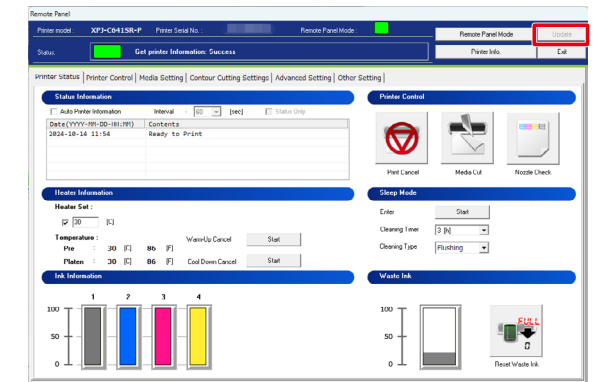 Remote Panel
Printer model : XPJ-C641SR-P Printer Serial No. : Remote Panel Mode :
Remote Panel Mode Update
Status: Get printer Information: Success
Printer Info. Exit
Printer Status Printer Control Media Setting Contour Cutting Settings Advanced Setting Other Setting
Status Information
Auto Printer Information Interval : 60 [sec] Status Only
Date(YYYY-MM-DD-HH:MM) Contents
2024-10-14 11:54 Ready to Print
Printer Control
Print Cancel Media Cut Nozzle Check
Heater Information
Heater Set :
30 [C]
Temperature :
Pre : 30 [C] 86 [F]
Platen : 30 [C] 86 [F]
Warm-Up Cancel Start
Cool Down Cancel Start
Sleep Mode
Enter Start
Cleaning Timer 3 [h]
Cleaning Type Flushing
Ink Information
1 2 3 4
100
50
0
Waste Ink
100
50
0
FULL
0
Reset Waste Ink